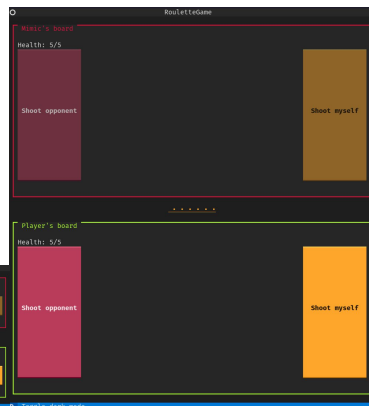 RouletteGame
Mimic's board
Health: 5/5
Shoot opponent
Shoot myself
Player's board
Health: 5/5
Shoot opponent
Shoot myself
D Toggle dark mode